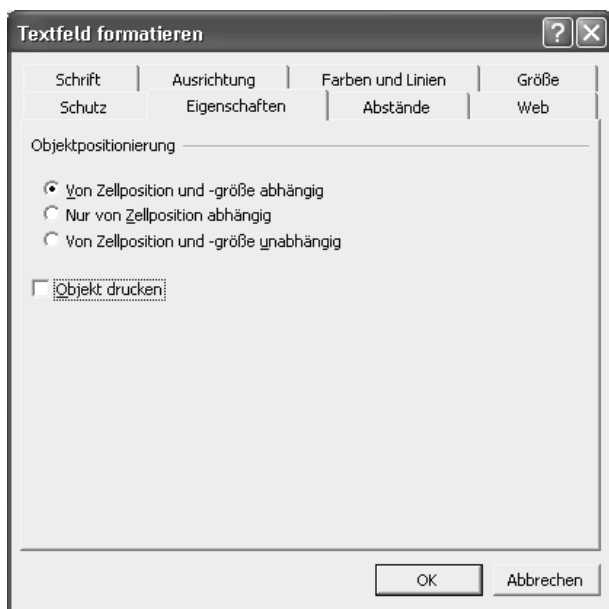 Textfeld formatieren
Schrift Ausrichtung Farben und Linien Größe
Schutz Eigenschaften Abstände Web
Objektpositionierung
Von Zellposition und -größe abhängig
Nur von Zellposition abhängig
Von Zellposition und -größe unabhängig
Objekt drucken
OK Abbrechen